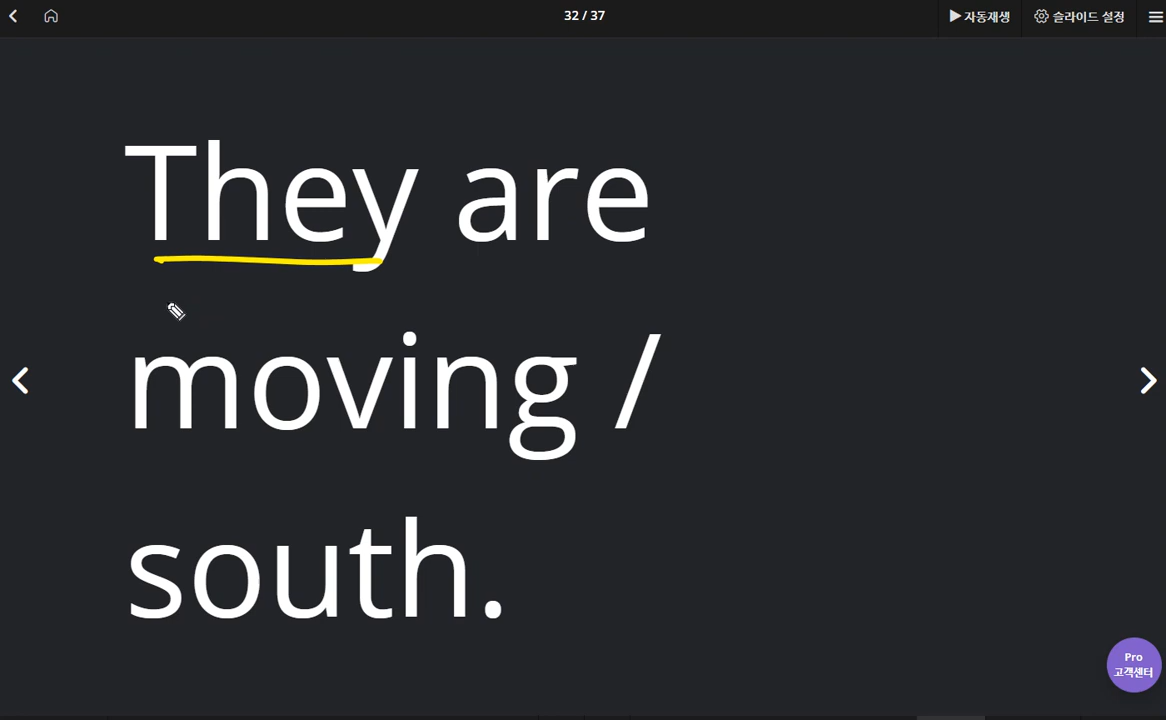 32 / 37
자동재생
슬라이드 설정
They are
moving /
south.
Pro
고객센터